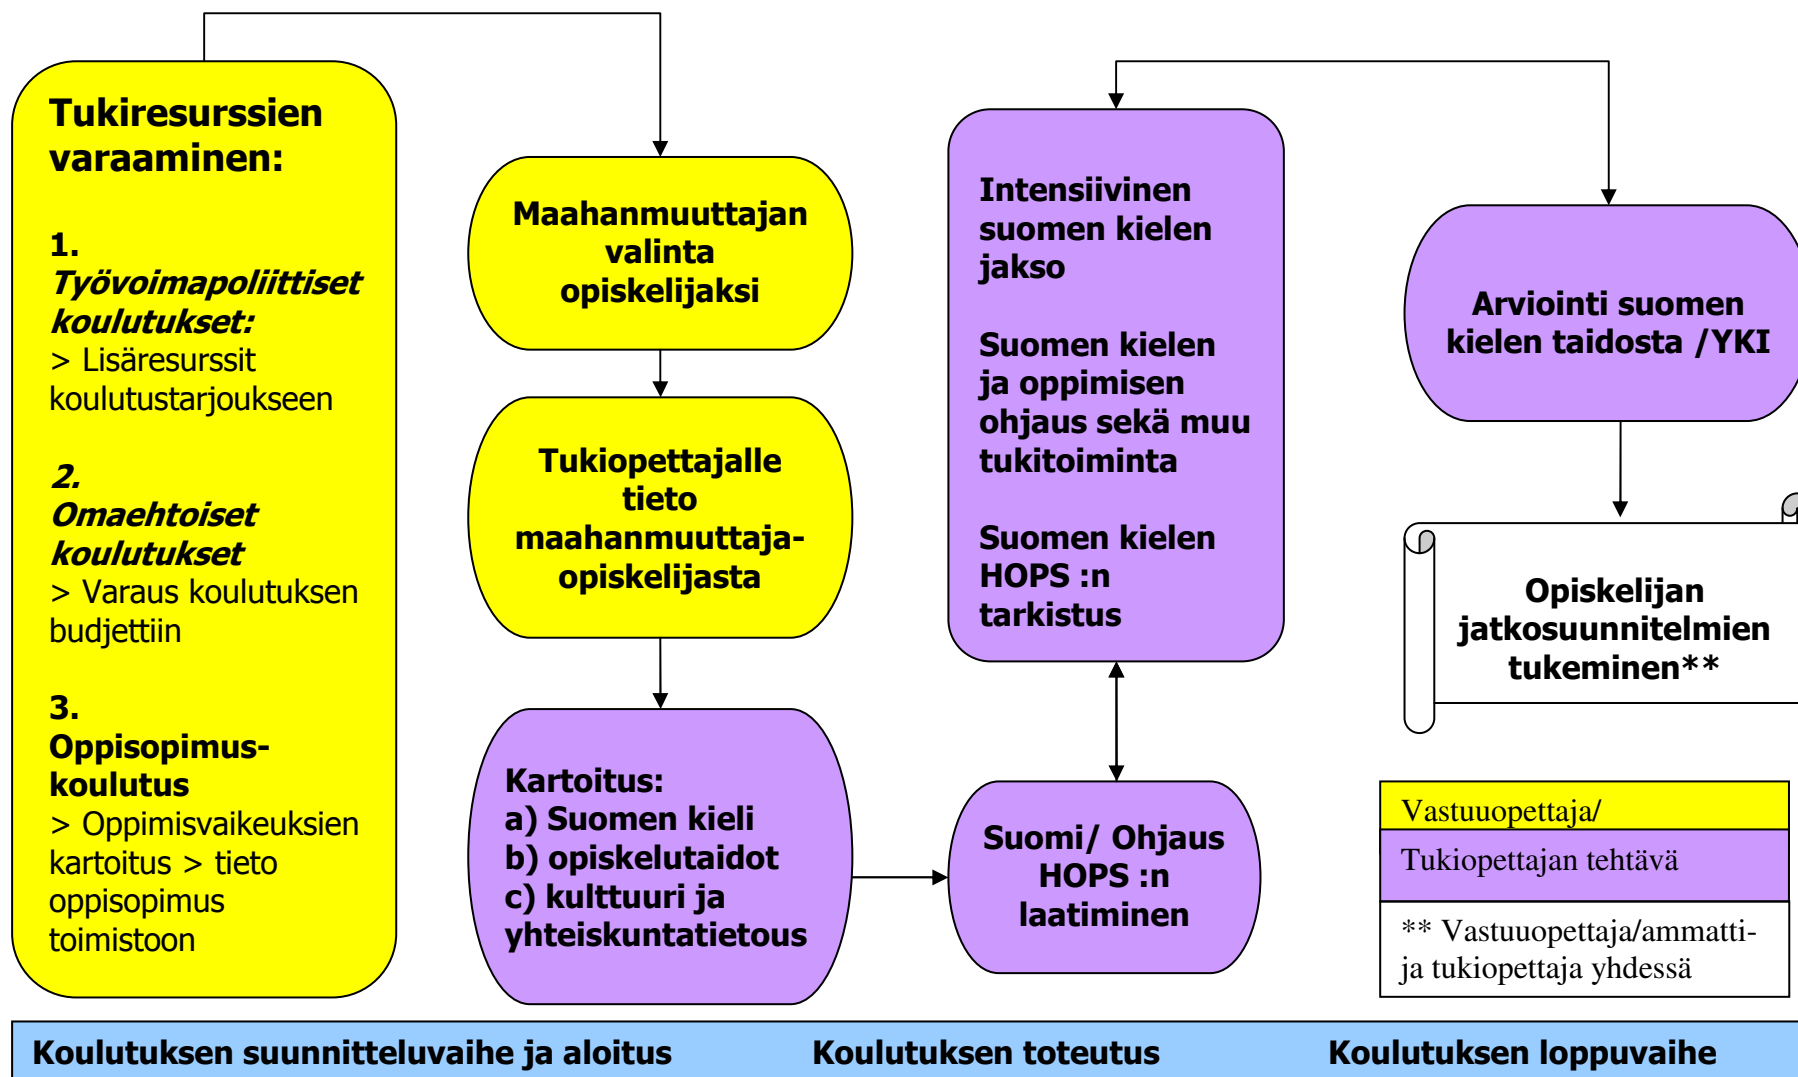 Tukiresurssien
varaaminen:
1.
Työvoimapoliittiset
koulutukset:
> Lisäresurssit
koulutustarjoukseen
2.
Omaehtoiset
koulutukset
> Varaus koulutuksen
budjettiin
3.
Oppisopimus-
koulutus
> Oppimisvaikeuksien
kartoitus > tieto
oppisopimus
toimistoon
Maahanmuuttajan
valinta
opiskelijaksi
Tukiopettajalle
tieto
maahanmuuttaja-
opiskelijasta
Kartoitus:
a) Suomen kieli
b) opiskelutaidot
c) kulttuuri ja
yhteiskuntatietous
Suomi/ Ohjaus
HOPS :n
laatiminen
Intensiivinen
suomen kielen
jakso
Suomen kielen
ja oppimisen
ohjaus sekä muu
tukitoiminta
Suomen kielen
HOPS :n
tarkistus
Arviointi suomen
kielen taidosta /YKI
Opiskelijan
jatkosuunnitelmien
tukeminen**
Vastuuopettaja/
Tukiopettajan tehtävä
** Vastuuopettaja/ammatti-
ja tukiopettaja yhdessä
Koulutuksen suunnitteluvaihe ja aloitus Koulutuksen toteutus Koulutuksen loppuvaihe